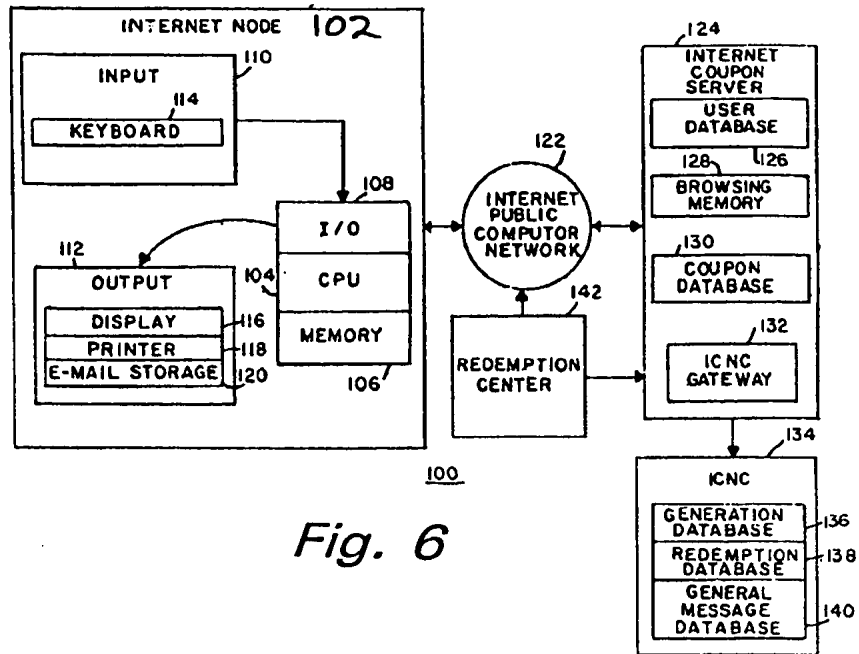 INTERNET NODE 102
110
INPUT
114
KEYBOARD
108
I/O
104
CPU
MEMORY
106
112
OUTPUT
DISPLAY
116
PRINTER
118
E-MAIL STORAGE
120
122
INTERNET
PUBLIC
COMPUTOR
NETWORK
142
REDEMPTION
CENTER
124
INTERNET
COUPON
SERVER
USER
DATABASE
126
128
BROWSING
MEMORY
130
COUPON
DATABASE
132
ICNC
GATEWAY
134
ICNC
GENERATION
DATABASE
136
REDEMPTION
DATABASE
138
GENERAL
MESSAGE
DATABASE
140
100
Fig. 6